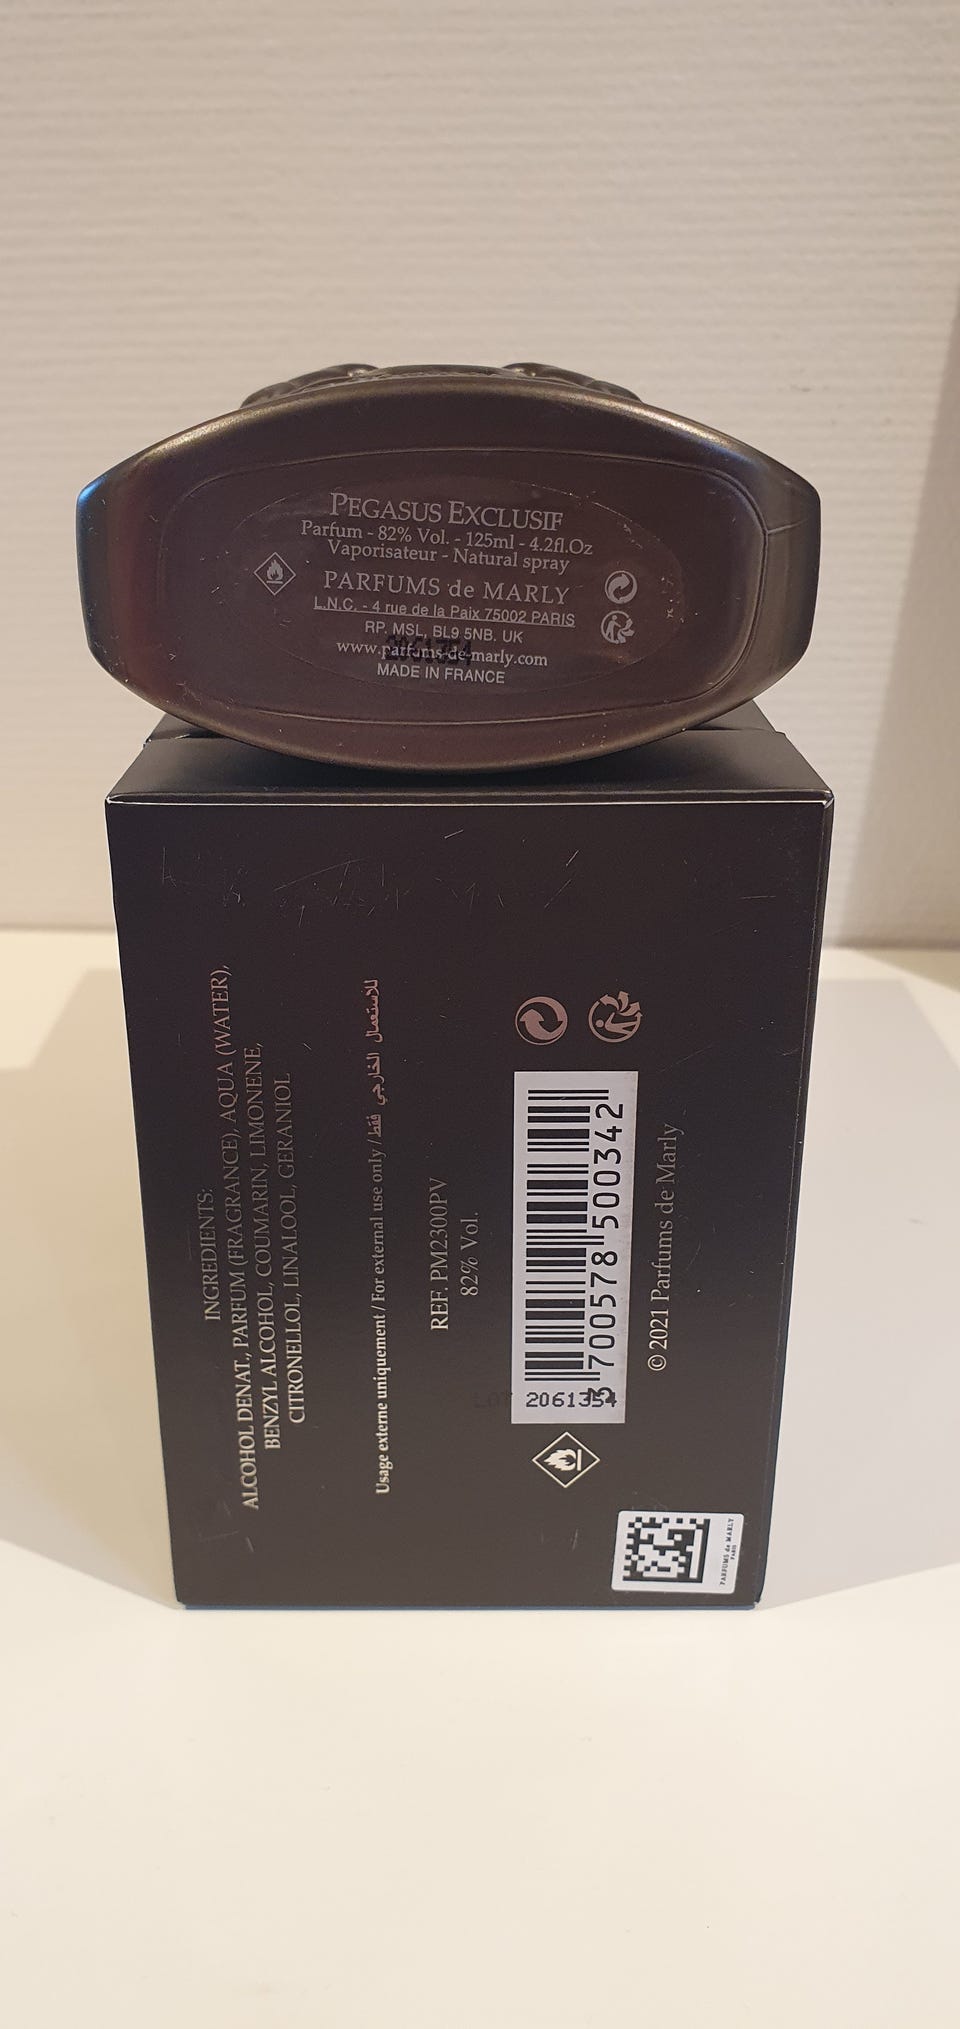 PEGASUS EXCLUSIF
Parfum - 82% Vol. - 125ml - 4.2fl.Oz
Vaporisateur - Natural spray
PARFUMS de MARLY
L.N.C. - 4 rue de la Paix 75002 PARIS
RP. MSL. BL9 5NB. UK
www.parfums-de-marly.com
2061354
MADE IN FRANCE
INGREDIENTS:
ALCOHOL DENAT., PARFUM (FRAGRANCE), AQUA (WATER),
BENZYL ALCOHOL, COUMARIN, LIMONENE,
CITRONELLOL, LINALOOL, GERANIOL
Usage externe uniquement / For external use only / للاستعمال الخارجي فقط
REF. PM2300PV
82% Vol.
3 700578 500342
LOT 2061354
© 2021 Parfums de Marly
PARFUMS de MARLY
PARIS